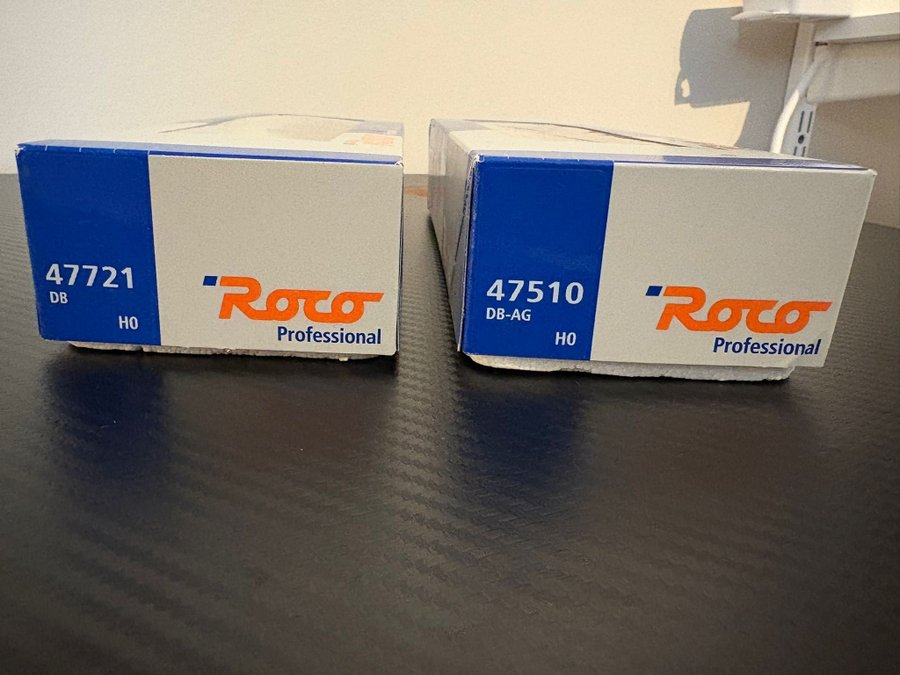 47721
DB
H0
Roco
Professional
47510
DB-AG
H0
Roco
Professional